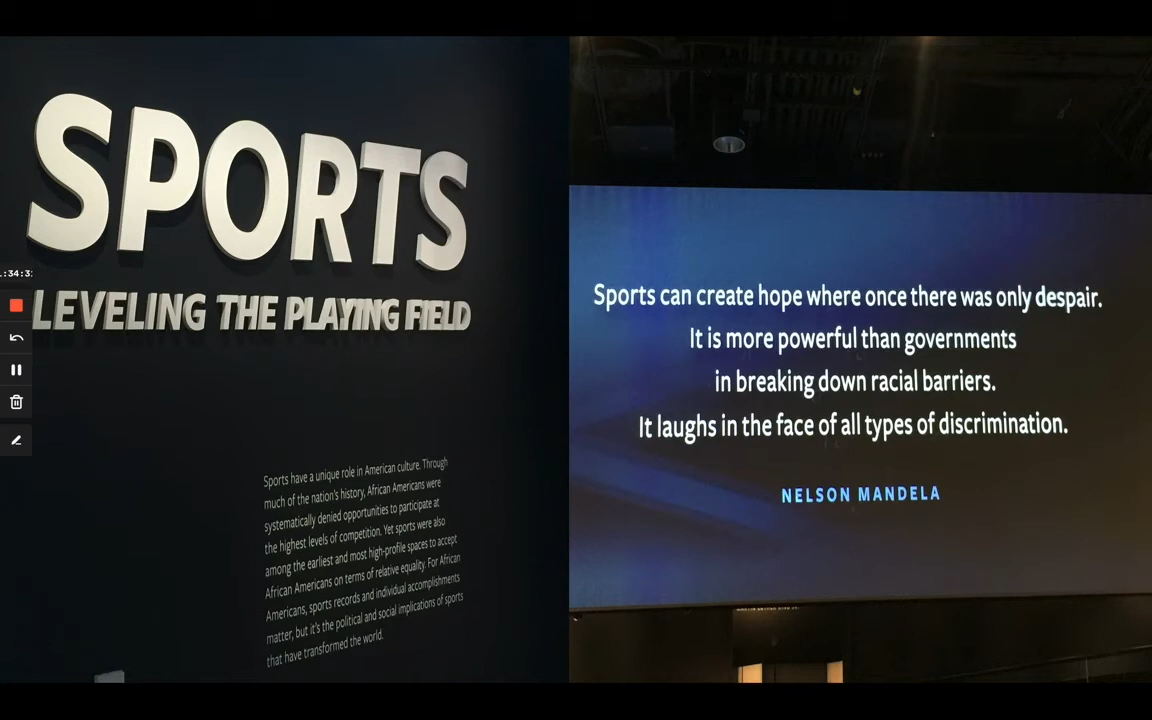 SPORTS
LEVELING THE PLAYING FIELD
Sports have a unique role in American culture. Through
much of the nation's history, African Americans were
systematically denied opportunities to participate at
the highest levels of competition. Yet sports were also
among the earliest and most high-profile spaces to accept
African Americans on terms of relative equality. For African
Americans, sports records and individual accomplishments
matter, but it's the political and social implications of sports
that have transformed the world.
Sports can create hope where once there was only despair.
It is more powerful than governments
in breaking down racial barriers.
It laughs in the face of all types of discrimination.
NELSON MANDELA